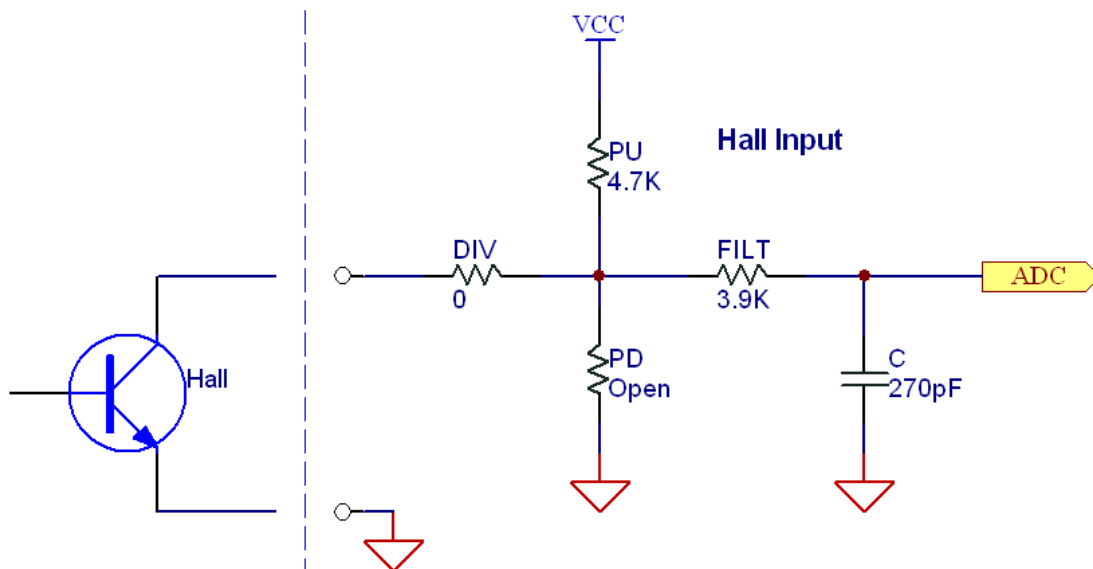 VCC
Hall Input
PU
4.7K
DIV
0
FILT
3.9K
ADC
Hall
PD
Open
C
270pF